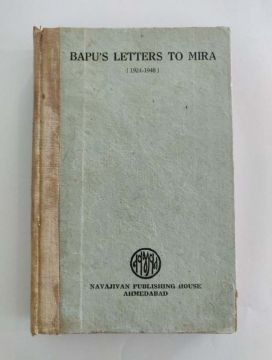 BAPU'S LETTERS TO MIRA
[ 1924-1948 ]
NAVAJIVAN PUBLISHING HOUSE
AHMEDABAD